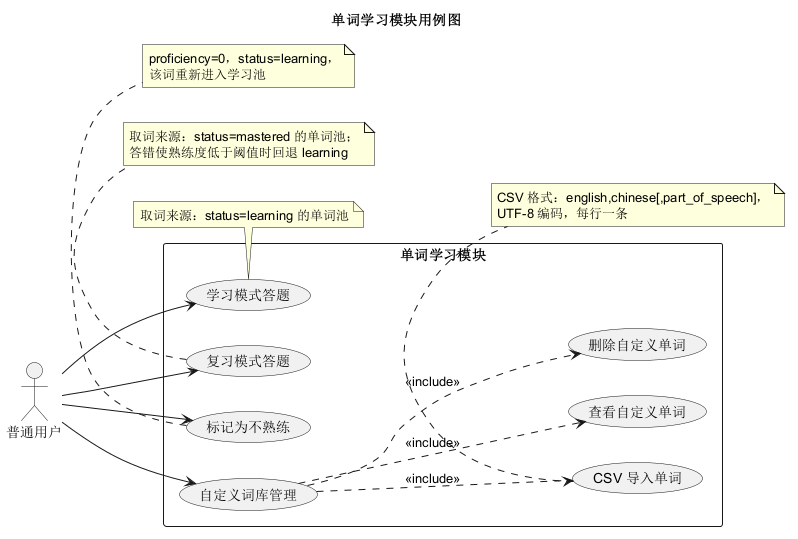 单词学习模块用例图
proficiency=0，status=learning，
该词重新进入学习池
取词来源：status=mastered 的单词池；
答错使熟练度低于阈值时回退 learning
取词来源：status=learning 的单词池
CSV 格式：english,chinese[,part_of_speech]，
UTF-8 编码，每行一条
单词学习模块
学习模式答题
复习模式答题
标记为不熟练
自定义词库管理
普通用户
«include»
«include»
«include»
删除自定义单词
查看自定义单词
CSV 导入单词